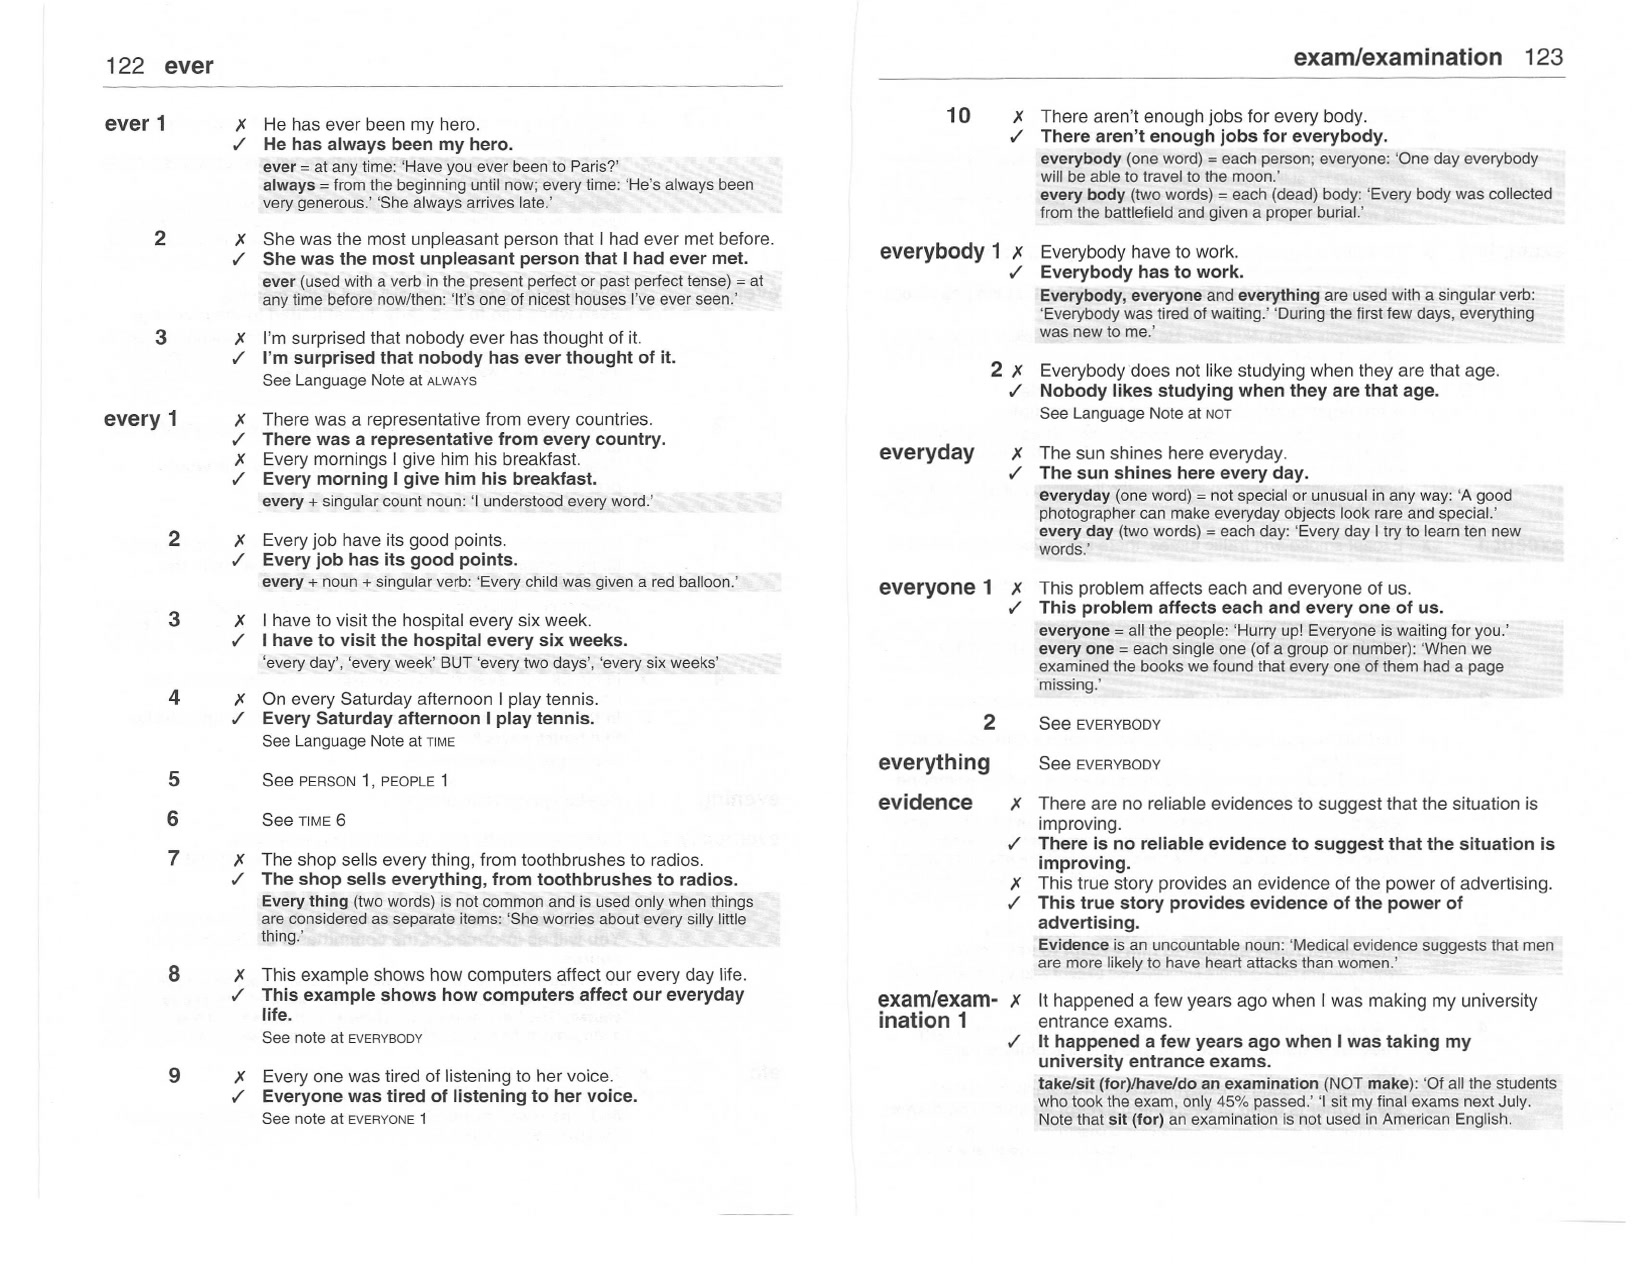 122 ever
ever 1 ✗ He has ever been my hero.
✓ He has always been my hero.
ever = at any time: ‘Have you ever been to Paris?’
always = from the beginning until now; every time: ‘He’s always been
very generous.’ ‘She always arrives late.’
2 ✗ She was the most unpleasant person that I had ever met before.
✓ She was the most unpleasant person that I had ever met.
ever (used with a verb in the present perfect or past perfect tense) = at
any time before now/then: ‘It’s one of nicest houses I’ve ever seen.’
3 ✗ I’m surprised that nobody ever has thought of it.
✓ I’m surprised that nobody has ever thought of it.
See Language Note at ALWAYS
every 1 ✗ There was a representative from every countries.
✓ There was a representative from every country.
✗ Every mornings I give him his breakfast.
✓ Every morning I give him his breakfast.
every + singular count noun: ‘I understood every word.’
2 ✗ Every job have its good points.
✓ Every job has its good points.
every + noun + singular verb: ‘Every child was given a red balloon.’
3 ✗ I have to visit the hospital every six week.
✓ I have to visit the hospital every six weeks.
‘every day’, ‘every week’ BUT ‘every two days’, ‘every six weeks’
4 ✗ On every Saturday afternoon I play tennis.
✓ Every Saturday afternoon I play tennis.
See Language Note at TIME
5 See PERSON 1, PEOPLE 1
6 See TIME 6
7 ✗ The shop sells every thing, from toothbrushes to radios.
✓ The shop sells everything, from toothbrushes to radios.
Every thing (two words) is not common and is used only when things
are considered as separate items: ‘She worries about every silly little
thing.’
8 ✗ This example shows how computers affect our every day life.
✓ This example shows how computers affect our everyday
life.
See note at EVERYBODY
9 ✗ Every one was tired of listening to her voice.
✓ Everyone was tired of listening to her voice.
See note at EVERYONE 1
exam/examination 123
10 ✗ There aren’t enough jobs for every body.
✓ There aren’t enough jobs for everybody.
everybody (one word) = each person; everyone: ‘One day everybody
will be able to travel to the moon.’
every body (two words) = each (dead) body: ‘Every body was collected
from the battlefield and given a proper burial.’
everybody 1 ✗ Everybody have to work.
✓ Everybody has to work.
Everybody, everyone and everything are used with a singular verb:
‘Everybody was tired of waiting.’ ‘During the first few days, everything
was new to me.’
2 ✗ Everybody does not like studying when they are that age.
✓ Nobody likes studying when they are that age.
See Language Note at NOT
everyday ✗ The sun shines here everyday.
✓ The sun shines here every day.
everyday (one word) = not special or unusual in any way: ‘A good
photographer can make everyday objects look rare and special.’
every day (two words) = each day: ‘Every day I try to learn ten new
words.’
everyone 1 ✗ This problem affects each and everyone of us.
✓ This problem affects each and every one of us.
everyone = all the people: ‘Hurry up! Everyone is waiting for you.’
every one = each single one (of a group or number): ‘When we
examined the books we found that every one of them had a page
missing.’
2 See EVERYBODY
everything See EVERYBODY
evidence ✗ There are no reliable evidences to suggest that the situation is
improving.
✓ There is no reliable evidence to suggest that the situation is
improving.
✗ This true story provides an evidence of the power of advertising.
✓ This true story provides evidence of the power of
advertising.
Evidence is an uncountable noun: ‘Medical evidence suggests that men
are more likely to have heart attacks than women.’
exam/exam- ✗ It happened a few years ago when I was making my university
ination 1 entrance exams.
✓ It happened a few years ago when I was taking my
university entrance exams.
take/sit (for)/have/do an examination (NOT make): ‘Of all the students
who took the exam, only 45% passed.’ ‘I sit my final exams next July.
Note that sit (for) an examination is not used in American English.